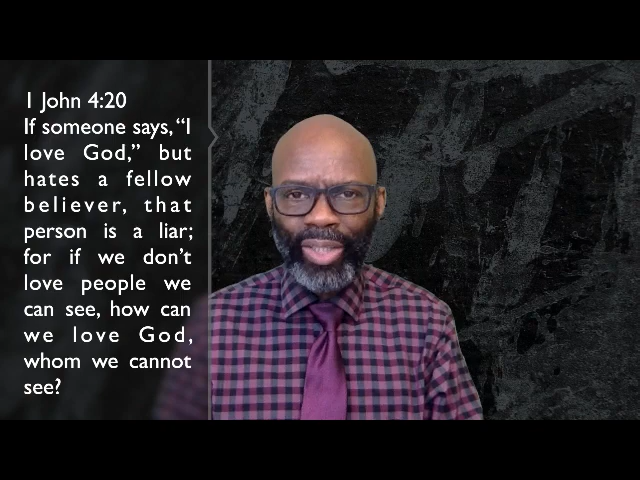 1 John 4:20
If someone says, “I
love God,” but
hates a fellow
believer, that
person is a liar;
for if we don’t
love people we
can see, how can
we love God,
whom we cannot
see?